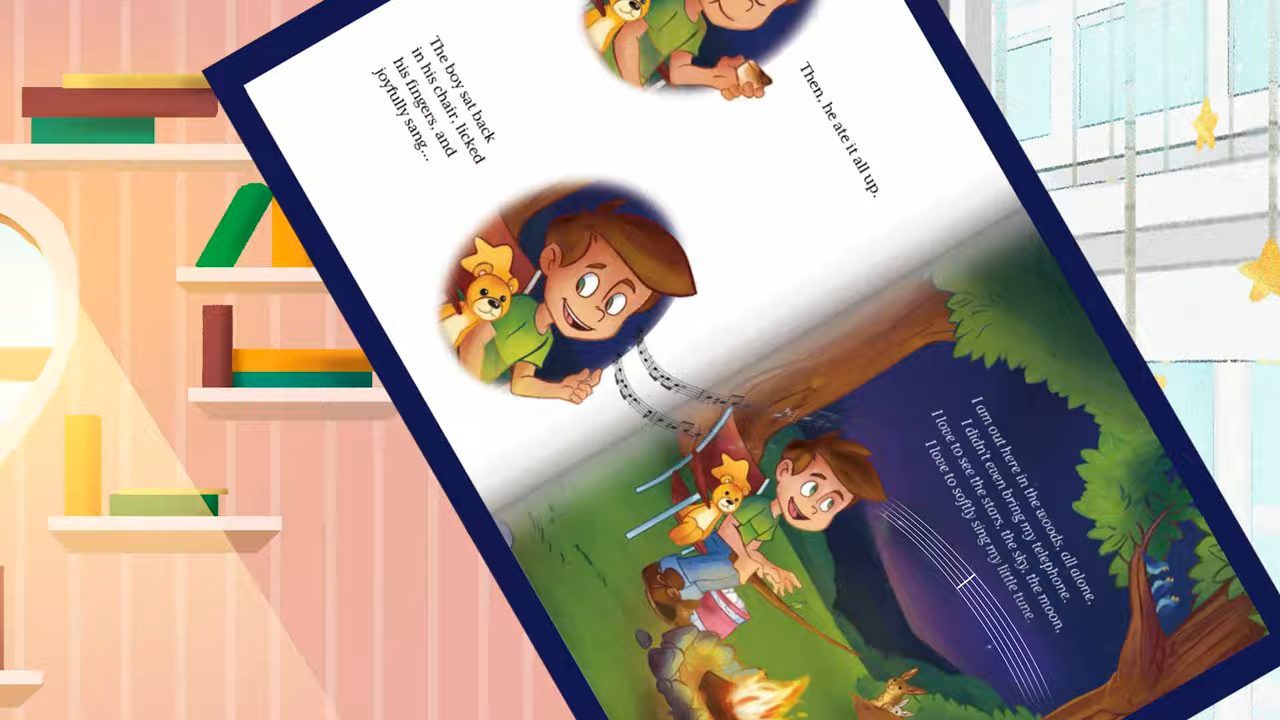 Then, he ate it all up.
The boy sat back
in his chair, licked
his fingers, and
joyfully sang...
I am out here in the woods, all alone,
I didn't even bring my telephone.
I love to see the stars, the sky, the moon,
I love to softly sing my little tune.